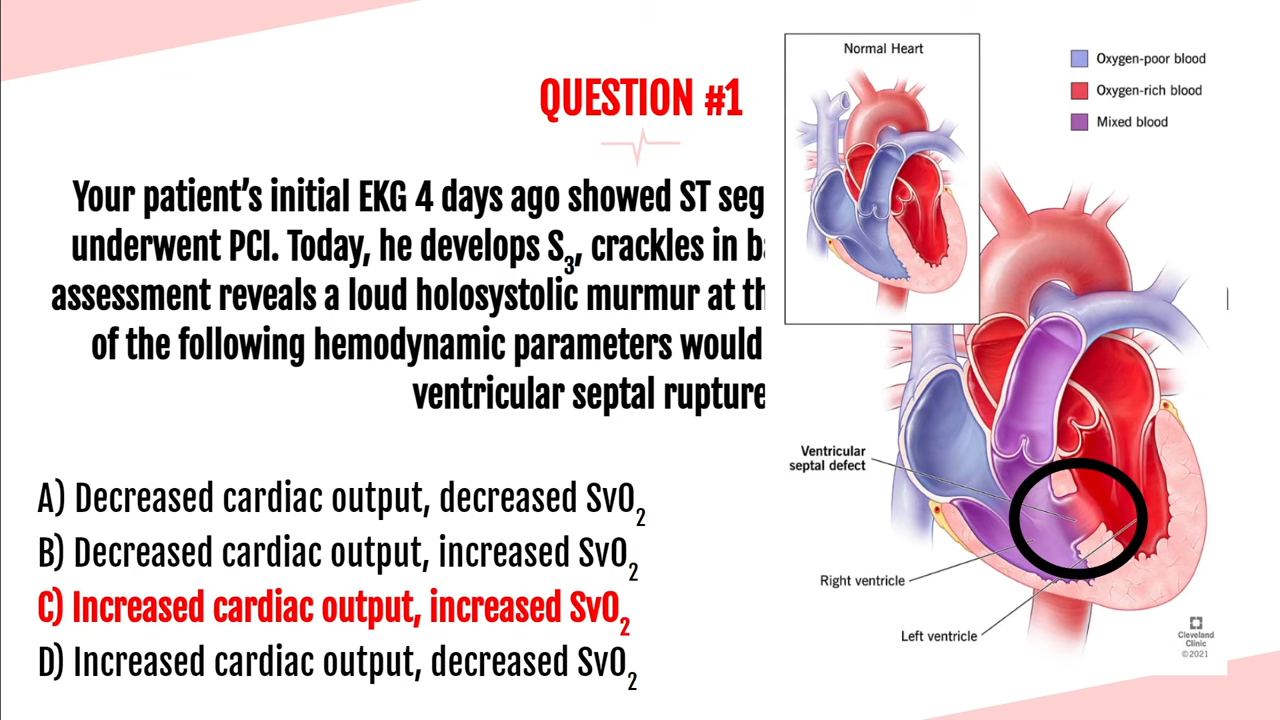 QUESTION #1
Your patient's initial EKG 4 days ago showed ST seg
underwent PCI. Today, he develops S3, crackles in
assessment reveals a loud holosystolic murmur at
of the following hemodynamic parameters would
ventricular septal rupture
A) Decreased cardiac output, decreased SvO2
B) Decreased cardiac output, increased SvO2
C) Increased cardiac output, increased SvO2
D) Increased cardiac output, decreased SvO2
Normal Heart
Oxygen-poor blood
Oxygen-rich blood
Mixed blood
Ventricular
septal defect
Right ventricle
Left ventricle
Cleveland
Clinic
©2021